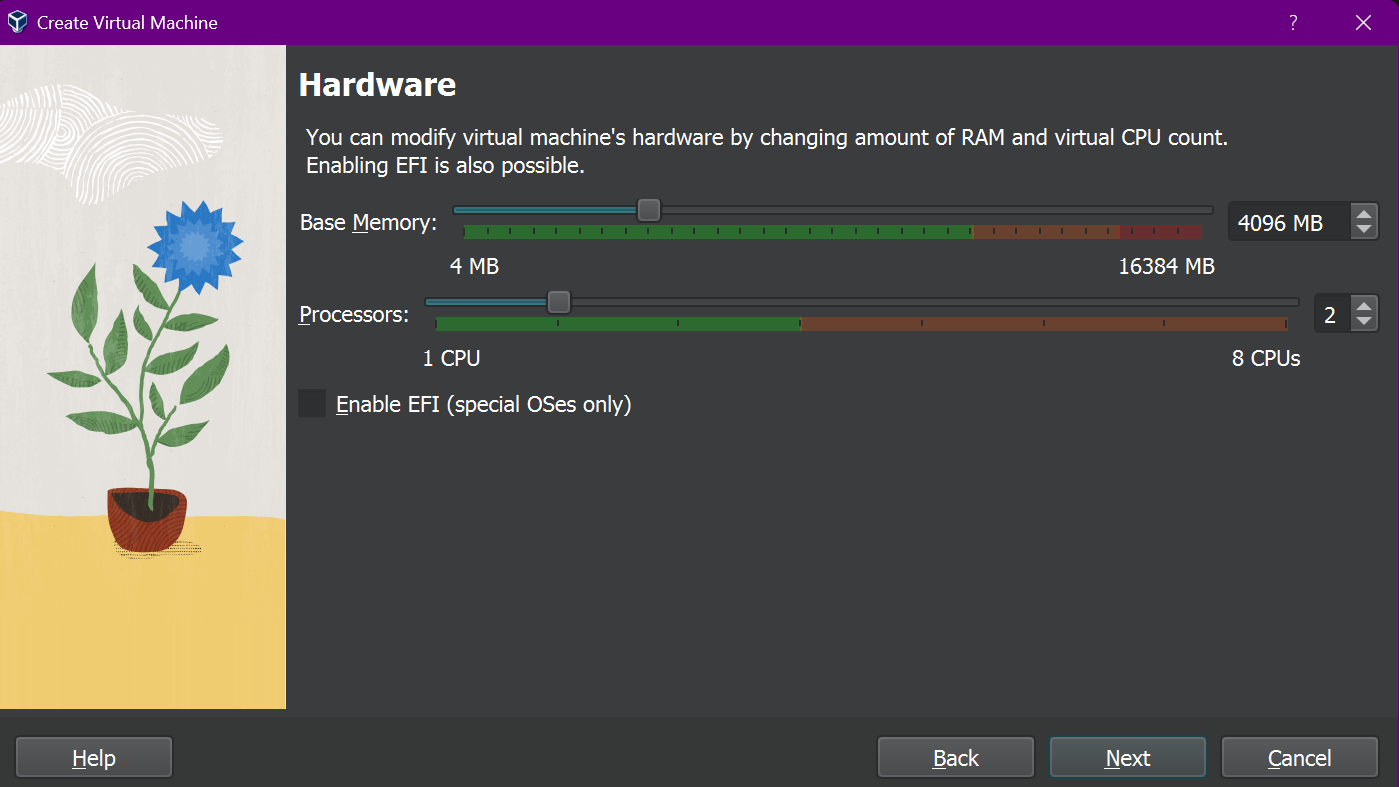 Create Virtual Machine
?
Hardware
You can modify virtual machine's hardware by changing amount of RAM and virtual CPU count.
Enabling EFI is also possible.
Base Memory:
4096 MB
4 MB
16384 MB
Processors:
2
1 CPU
8 CPUs
Enable EFI (special OSes only)
Help
Back
Next
Cancel